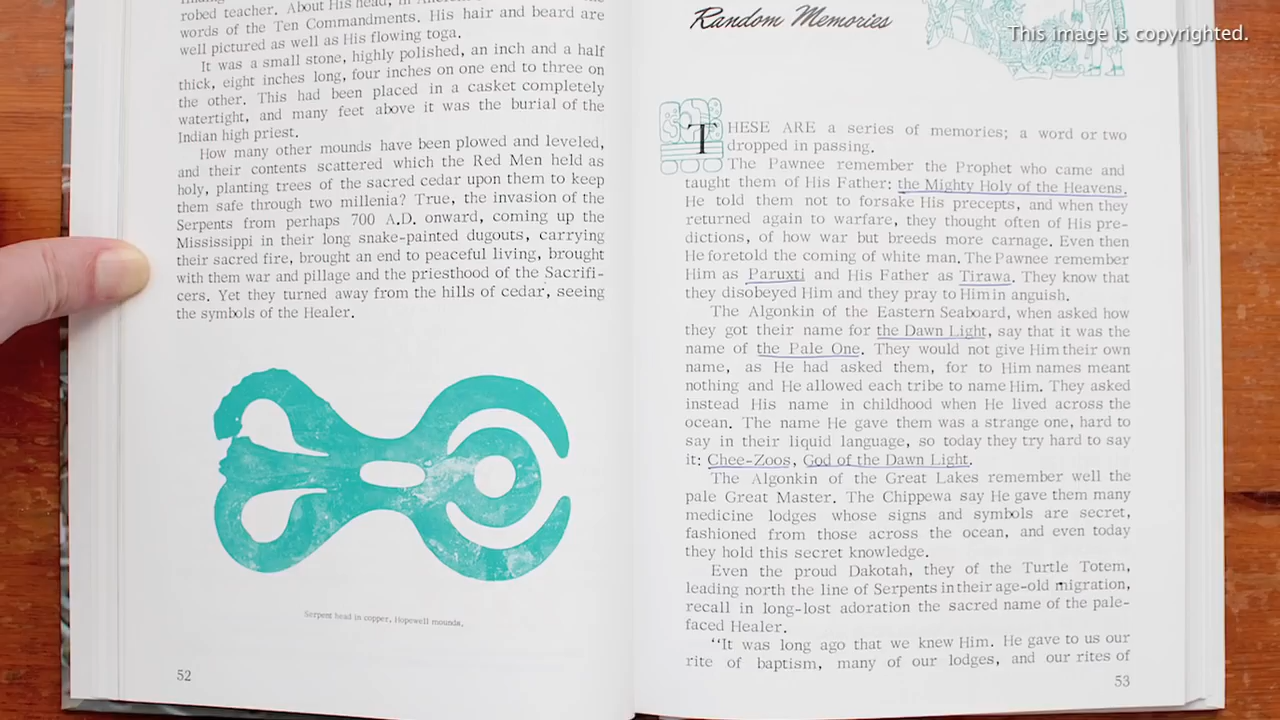 robed teacher. About His head, in Ancient
words of the Ten Commandments. His hair and beard are
well pictured as well as His flowing toga.
It was a small stone, highly polished, an inch and a half
thick, eight inches long, four inches on one end to three on
the other. This had been placed in a casket completely
watertight, and many feet above it was the burial of the
Indian high priest.
How many other mounds have been plowed and leveled,
and their contents scattered which the Red Men held as
holy, planting trees of the sacred cedar upon them to keep
them safe through two millenia? True, the invasion of the
Serpents from perhaps 700 A.D. onward, coming up the
Mississippi in their long snake-painted dugouts, carrying
their sacred fire, brought an end to peaceful living, brought
with them war and pillage and the priesthood of the Sacrifi-
cers. Yet they turned away from the hills of cedar, seeing
the symbols of the Healer.
Serpent head in copper, Hopewell mounds.
52
Random Memories
This image is copyrighted.
THESE ARE a series of memories; a word or two
dropped in passing.
The Pawnee remember the Prophet who came and
taught them of His Father: the Mighty Holy of the Heavens.
He told them not to forsake His precepts, and when they
returned again to warfare, they thought often of His pre-
dictions, of how war but breeds more carnage. Even then
He foretold the coming of white man. The Pawnee remember
Him as Paruxti and His Father as Tirawa. They know that
they disobeyed Him and they pray to Him in anguish.
The Algonkin of the Eastern Seaboard, when asked how
they got their name for the Dawn Light, say that it was the
name of the Pale One. They would not give Him their own
name, as He had asked them, for to Him names meant
nothing and He allowed each tribe to name Him. They asked
instead His name in childhood when He lived across the
ocean. The name He gave them was a strange one, hard to
say in their liquid language, so today they try hard to say
it: Chee-Zoos, God of the Dawn Light.
The Algonkin of the Great Lakes remember well the
pale Great Master. The Chippewa say He gave them many
medicine lodges whose signs and symbols are secret,
fashioned from those across the ocean, and even today
they hold this secret knowledge.
Even the proud Dakotah, they of the Turtle Totem,
leading north the line of Serpents in their age-old migration,
recall in long-lost adoration the sacred name of the pale-
faced Healer.
"It was long ago that we knew Him. He gave to us our
rite of baptism, many of our lodges, and our rites of
53